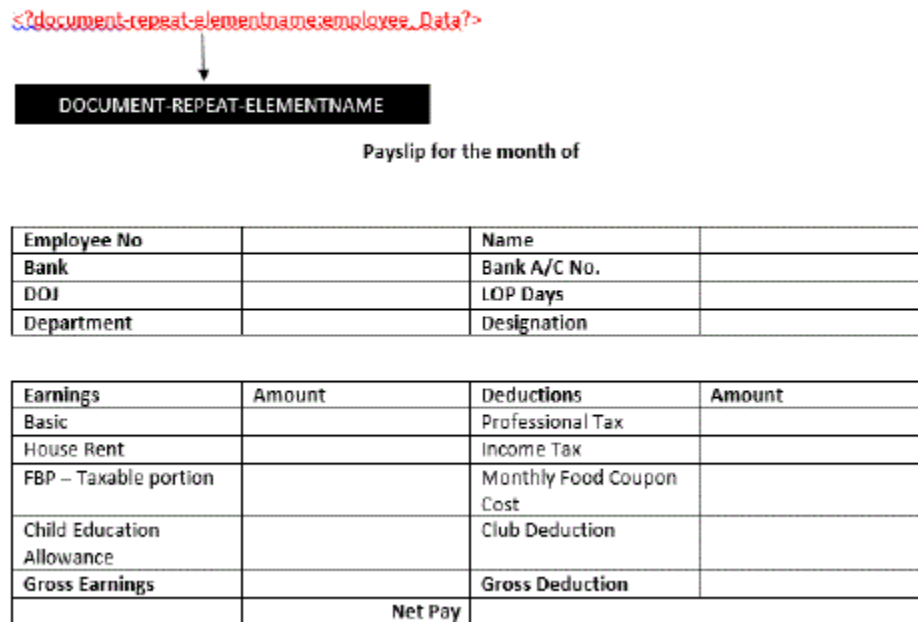 <?document-repeat-elementname:employee_Data?>
DOCUMENT-REPEAT-ELEMENTNAME
Payslip for the month of
Employee No Name
Bank Bank A/C No.
DOJ LOP Days
Department Designation
Earnings Amount Deductions Amount
Basic Professional Tax
House Rent Income Tax
FBP – Taxable portion Monthly Food Coupon
Cost
Child Education Club Deduction
Allowance
Gross Earnings Gross Deduction
Net Pay